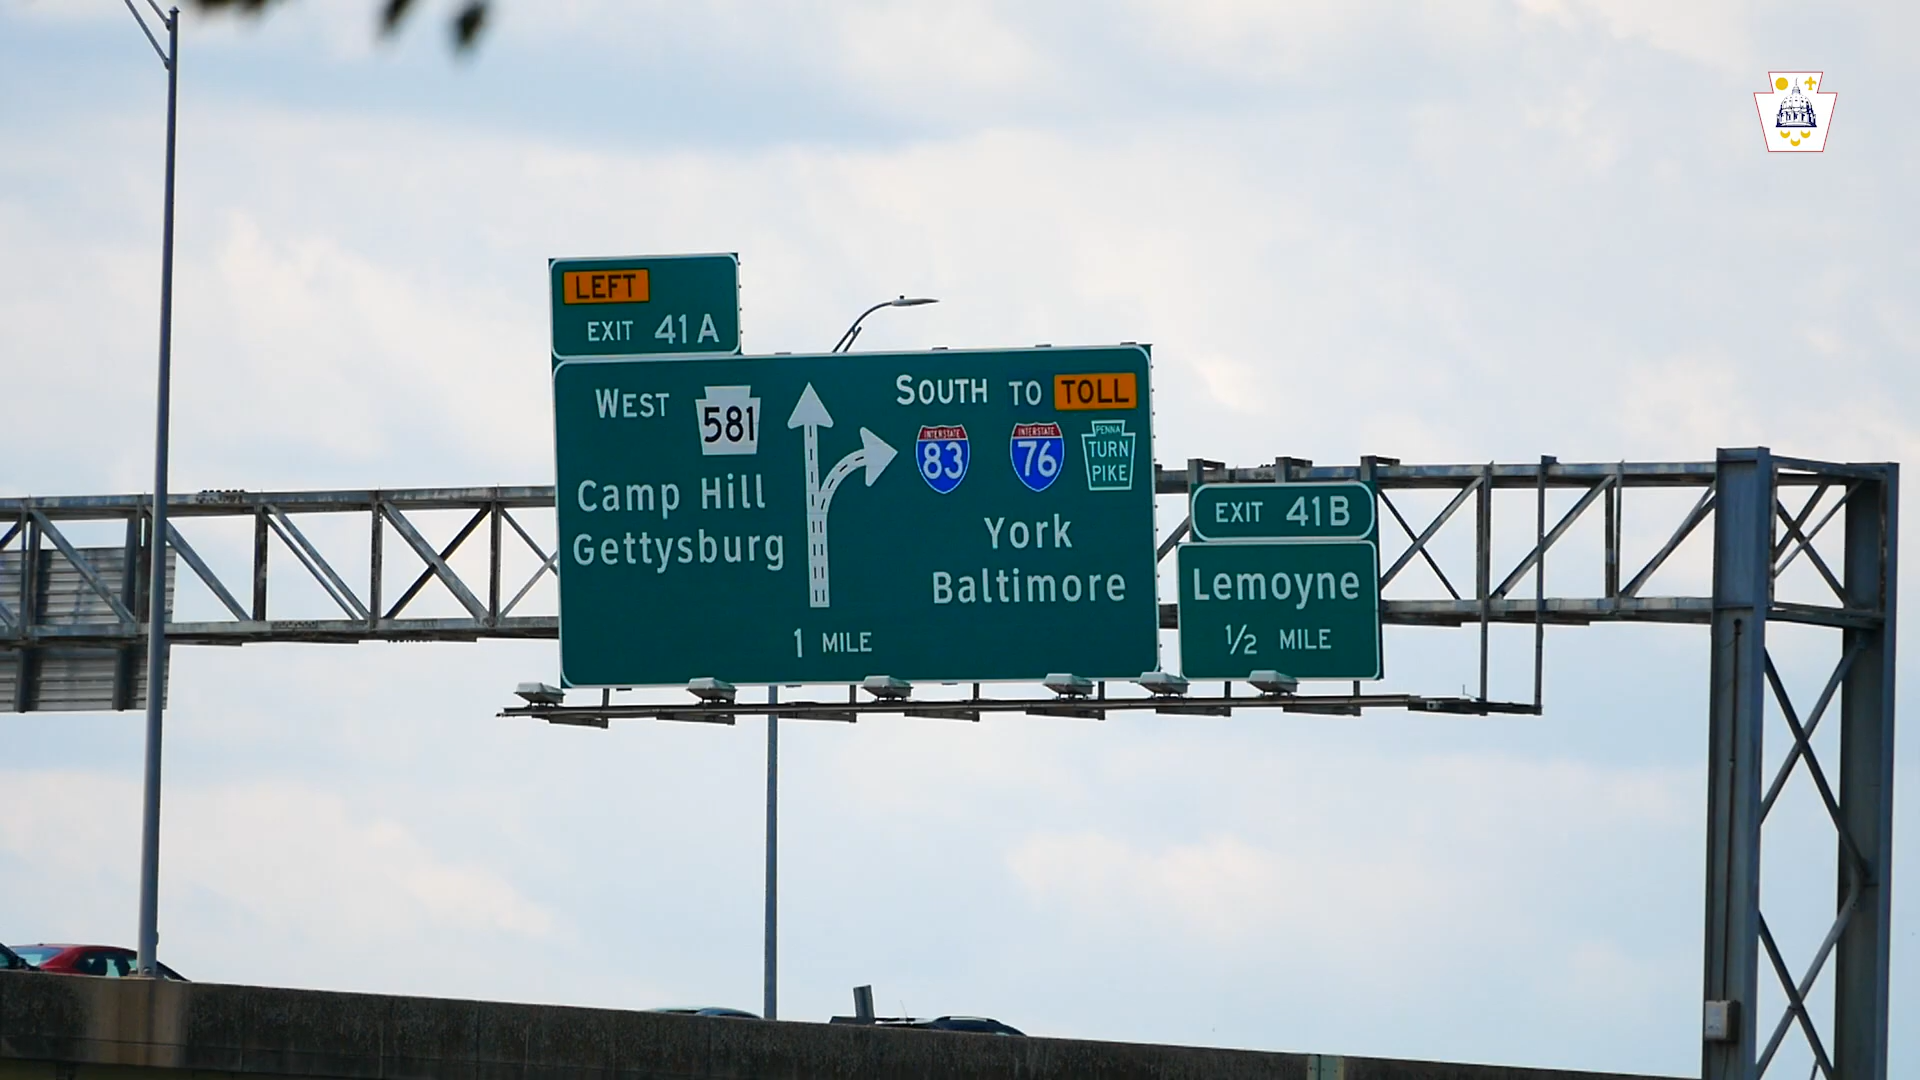 LEFT
EXIT 41A
WEST 581
Camp Hill
Gettysburg
SOUTH TO TOLL
INTERSTATE 83
INTERSTATE 76
PENNA
TURN
PIKE
York
Baltimore
1 MILE
EXIT 41B
Lemoyne
1/2 MILE